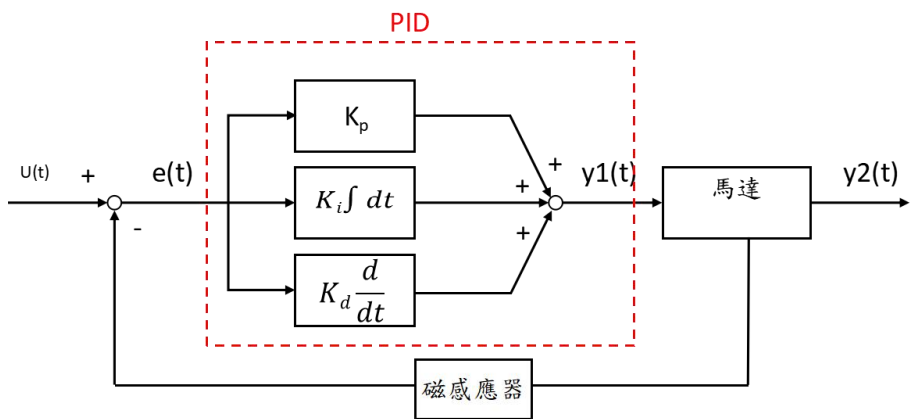 PID
Kp
U(t)
+
e(t)
-
Ki∫ dt
Kd d/dt
+
+
+
y1(t)
馬達
y2(t)
磁感應器